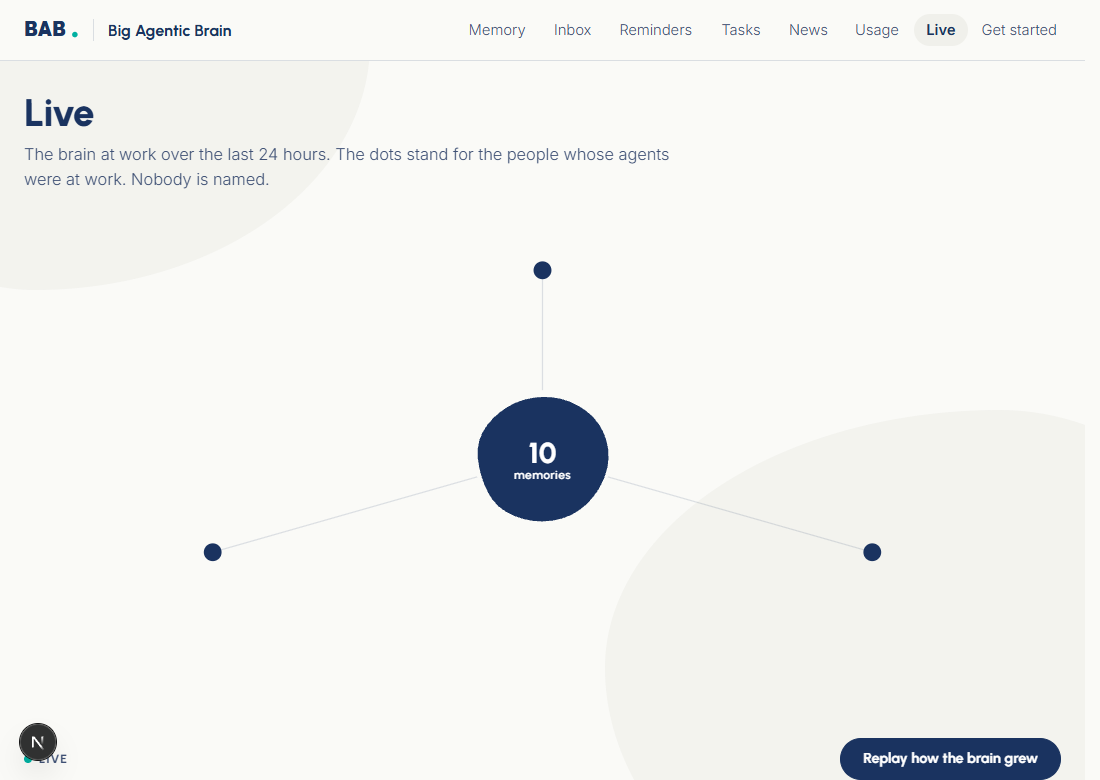 BAB. Big Agentic Brain Memory Inbox Reminders Tasks News Usage Live Get started
Live
The brain at work over the last 24 hours. The dots stand for the people whose agents
were at work. Nobody is named.
10
memories
N
LIVE
Replay how the brain grew